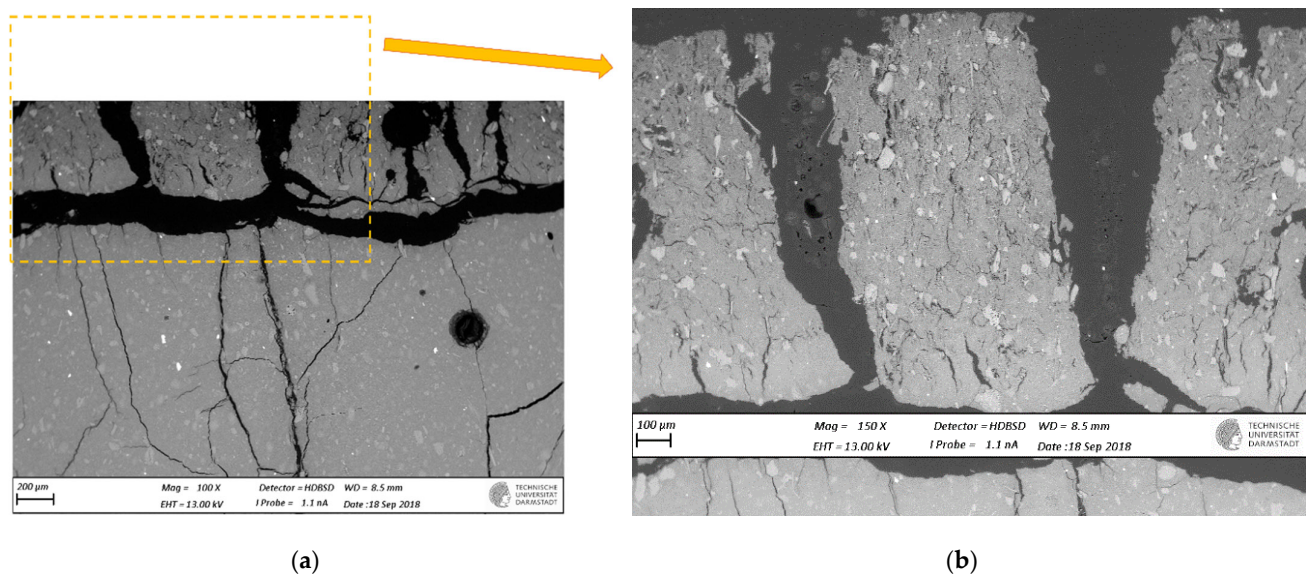 200 µm
Mag = 100 X Detector = HDBSD WD = 8.5 mm
EHT = 13.00 kV I Probe = 1.1 nA Date :18 Sep 2018
TECHNISCHE
UNIVERSITÄT
DARMSTADT
(a)
100 µm
Mag = 150 X Detector = HDBSD WD = 8.5 mm
EHT = 13.00 kV I Probe = 1.1 nA Date :18 Sep 2018
TECHNISCHE
UNIVERSITÄT
DARMSTADT
(b)